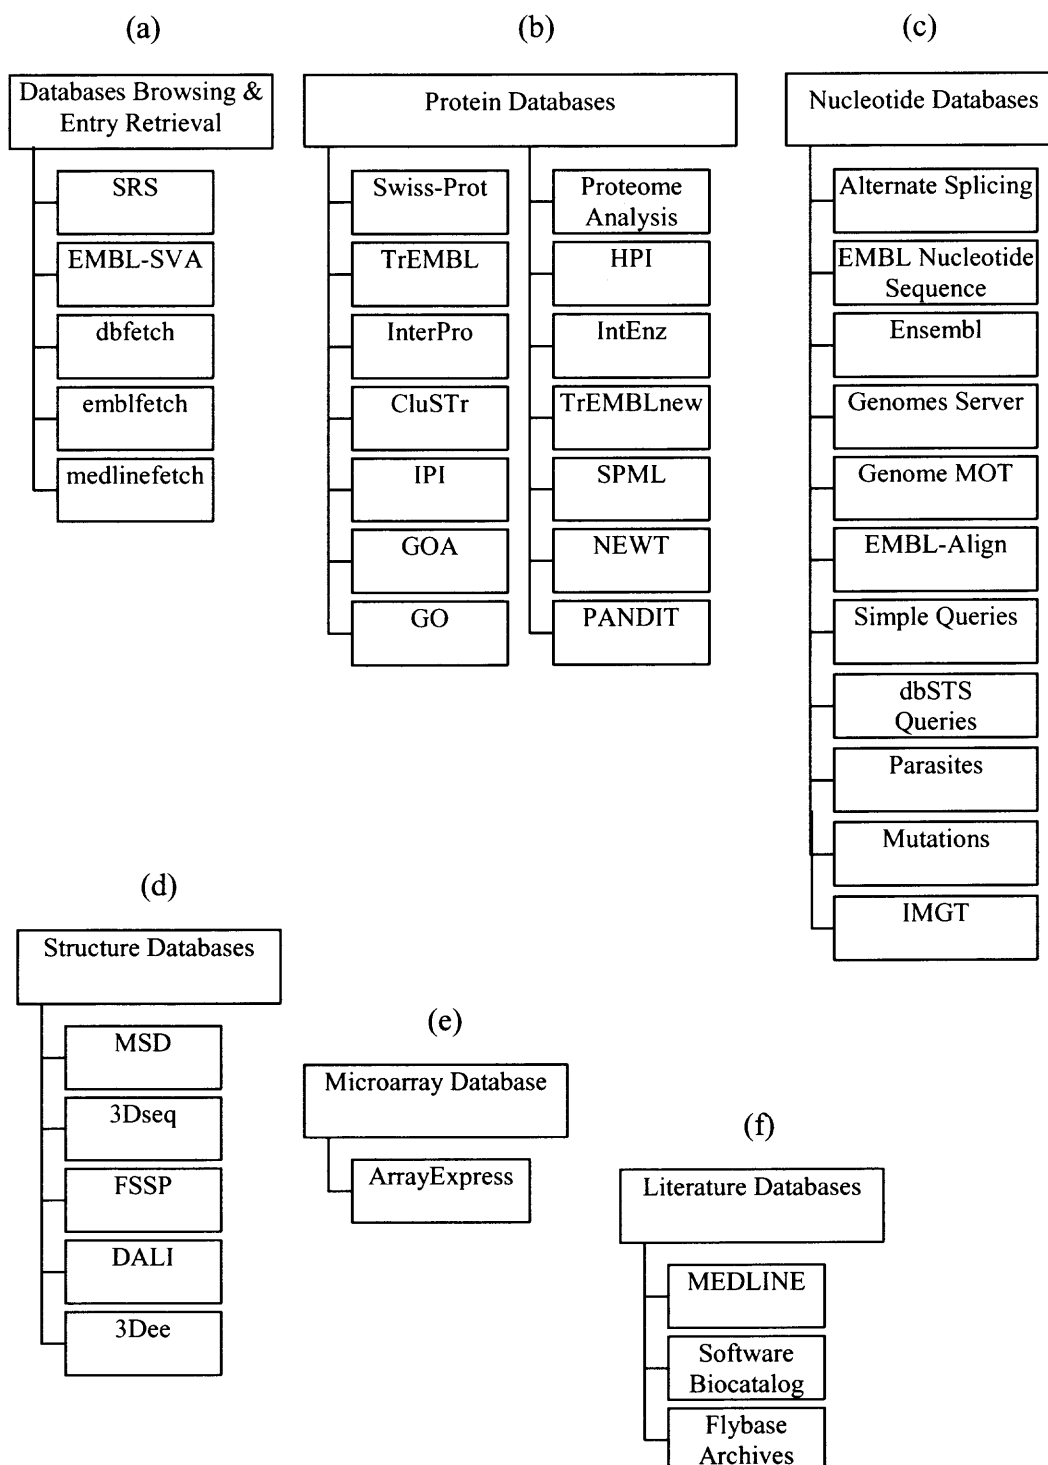 (a)
Databases Browsing &
Entry Retrieval
SRS
EMBL-SVA
dbfetch
emblfetch
medlinefetch
(b)
Protein Databases
Swiss-Prot
TrEMBL
InterPro
CluSTr
IPI
GOA
GO
Proteome
Analysis
HPI
IntEnz
TrEMBLnew
SPML
NEWT
PANDIT
(c)
Nucleotide Databases
Alternate Splicing
EMBL Nucleotide
Sequence
Ensembl
Genomes Server
Genome MOT
EMBL-Align
Simple Queries
dbSTS
Queries
Parasites
Mutations
IMGT
(d)
Structure Databases
MSD
3Dseq
FSSP
DALI
3Dee
(e)
Microarray Database
ArrayExpress
(f)
Literature Databases
MEDLINE
Software
Biocatalog
Flybase
Archives